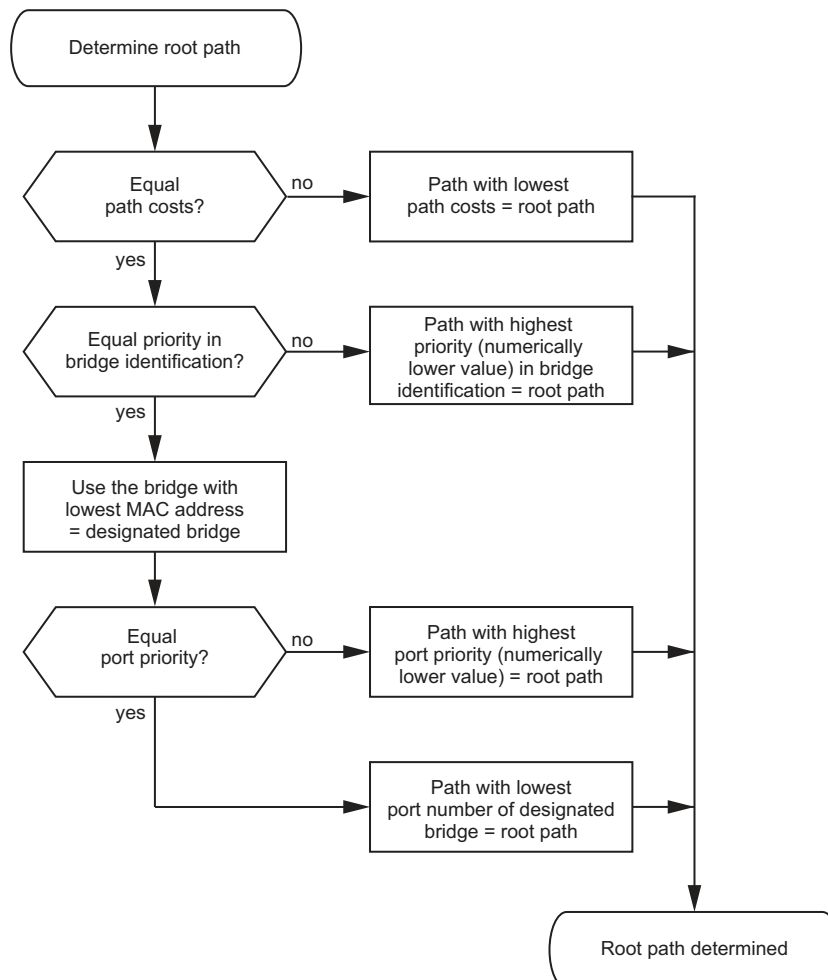 Determine root path
Equal
path costs?
no
Path with lowest
path costs = root path
yes
Equal priority in
bridge identification?
no
Path with highest
priority (numerically
lower value) in bridge
identification = root path
yes
Use the bridge with
lowest MAC address
= designated bridge
Equal
port priority?
no
Path with highest
port priority (numerically
lower value) = root path
yes
Path with lowest
port number of designated
bridge = root path
Root path determined